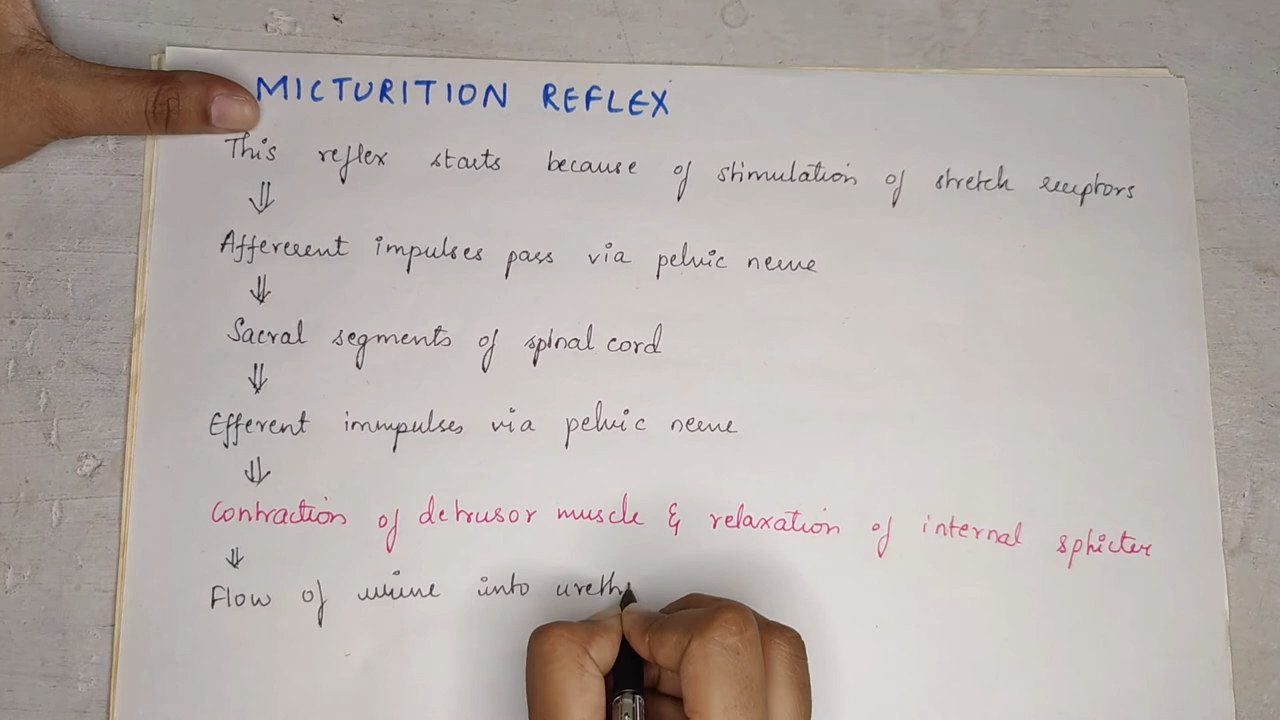 MICTURITION REFLEX
This reflex starts because of stimulation of stretch receptors
⇓
Afferent impulses pass via pelvic nerve
⇓
Sacral segments of spinal cord
⇓
Efferent immpulses via pelvic nerve
⇓
Contraction of detrusor muscle & relaxation of internal sphicter
⇓
Flow of urine into ureth